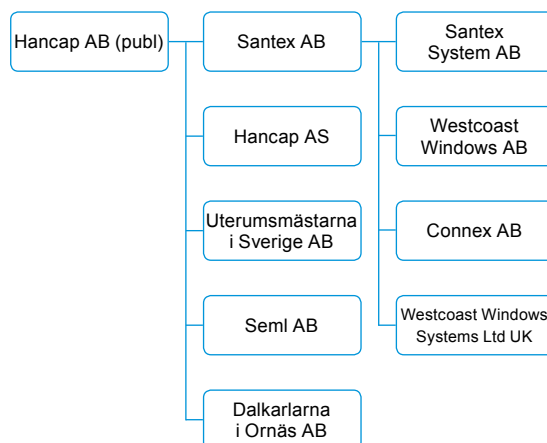 Hancap AB (publ)
Santex AB
Santex
System AB
Hancap AS
Westcoast
Windows AB
Uterumsmästarna
i Sverige AB
Connex AB
Seml AB
Westcoast Windows
Systems Ltd UK
Dalkarlarna
i Ornäs AB